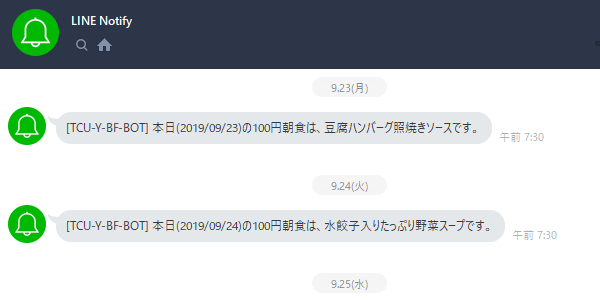 LINE Notify
9.23(月)
[TCU-Y-BF-BOT] 本日(2019/09/23)の100円朝食は、豆腐ハンバーグ照焼きソースです。
午前 7:30
9.24(火)
[TCU-Y-BF-BOT] 本日(2019/09/24)の100円朝食は、水餃子入りたっぷり野菜スープです。
午前 7:30
9.25(水)